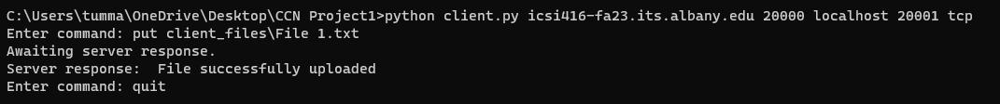 C:\Users\tumma\OneDrive\Desktop\CCN Project1>python client.py icsi416-fa23.its.albany.edu 20000 localhost 20001 tcp
Enter command: put client_files\File 1.txt
Awaiting server response.
Server response:  File successfully uploaded
Enter command: quit